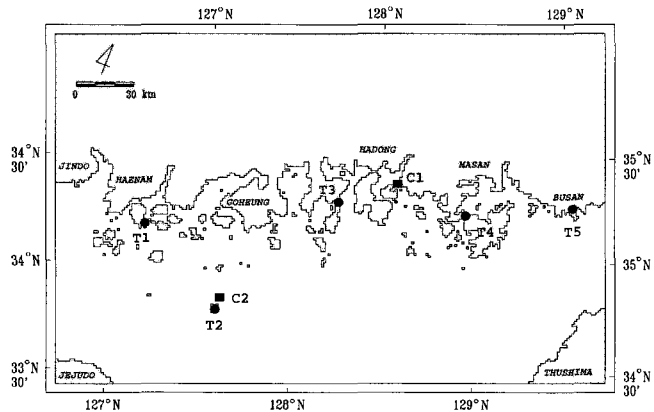 127°N 128°N 129°N
0 30 km
34°N
30'
35°N
30'
JINDO
HAENAM
GOHEUNG
HADONG
MASAN
BUSAN
C1
T3
T1
T4
T5
34°N
35°N
C2
T2
33°N
30'
34°N
30'
JEJUDO
THUSHIMA
127°N 128°N 129°N